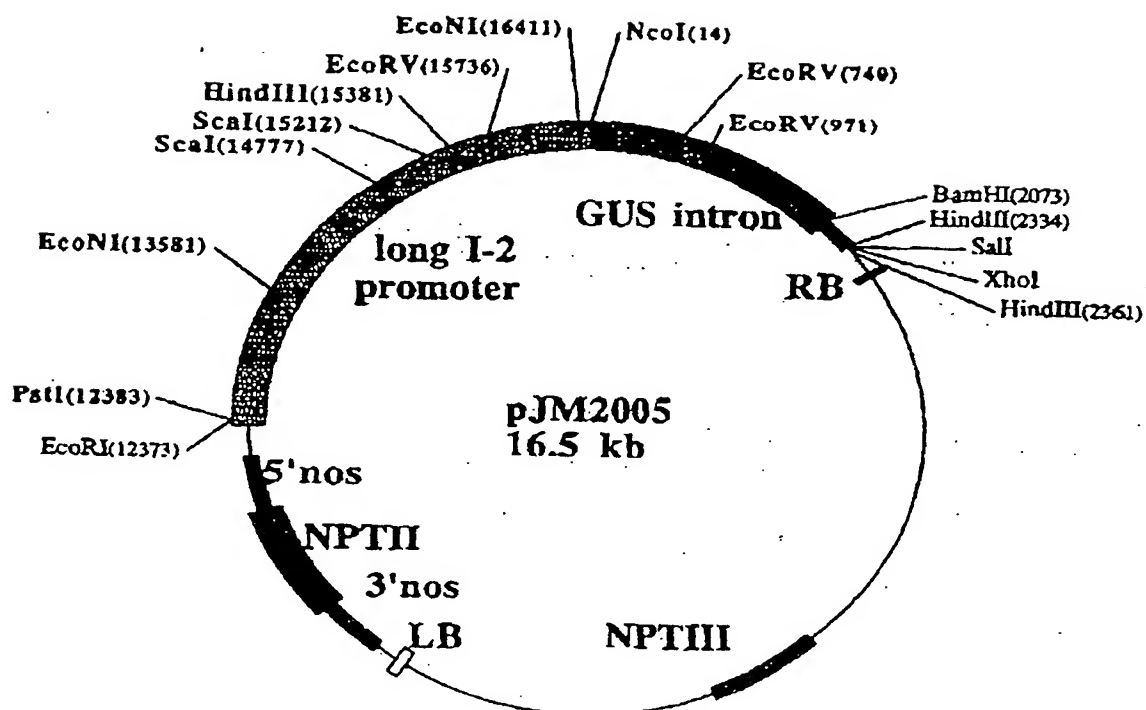 EcoNI(16411)
NcoI(14)
EcoRV(15736)
EcoRV(749)
HindIII(15381)
ScaI(15212)
EcoRV(971)
ScaI(14777)
BamHI(2073)
GUS intron
HindIII(2334)
EcoNI(13581)
long I-2
promoter
SalI
RB
XhoI
HindIII(2361)
PstI(12383)
pJM2005
16.5 kb
EcoRI(12373)
5'nos
NPTII
3'nos
LB
NPTIII